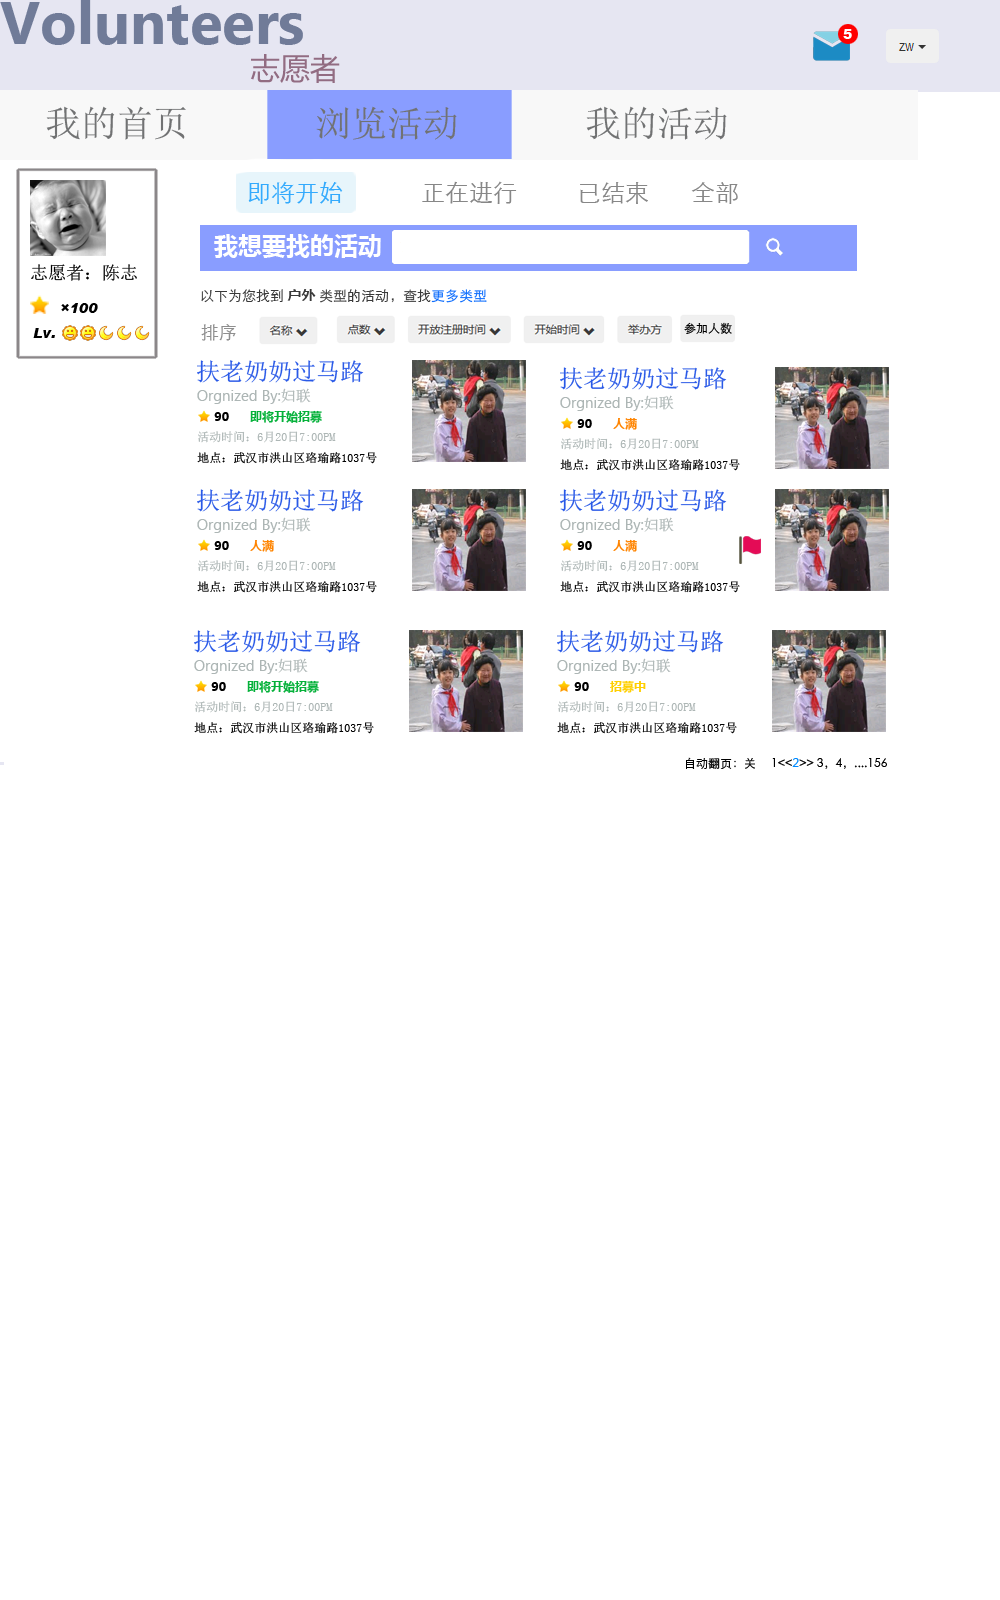 Volunteers
志愿者
5
ZW
我的首页 浏览活动 我的活动
即将开始 正在进行 已结束 全部
志愿者：陈志
×100
Lv.
我想要找的活动
以下为您找到 户外 类型的活动，查找更多类型
排序 名称 点数 开放注册时间 开始时间 举办方 参加人数
扶老奶奶过马路
Orgnized By:妇联
90 即将开始招募
活动时间：6月20日7:00PM
地点：武汉市洪山区珞瑜路1037号
扶老奶奶过马路
Orgnized By:妇联
90 人满
活动时间：6月20日7:00PM
地点：武汉市洪山区珞瑜路1037号
扶老奶奶过马路
Orgnized By:妇联
90 人满
活动时间：6月20日7:00PM
地点：武汉市洪山区珞瑜路1037号
扶老奶奶过马路
Orgnized By:妇联
90 人满
活动时间：6月20日7:00PM
地点：武汉市洪山区珞瑜路1037号
扶老奶奶过马路
Orgnized By:妇联
90 即将开始招募
活动时间：6月20日7:00PM
地点：武汉市洪山区珞瑜路1037号
扶老奶奶过马路
Orgnized By:妇联
90 招募中
活动时间：6月20日7:00PM
地点：武汉市洪山区珞瑜路1037号
自动翻页：关 1<<2>> 3，4，....156